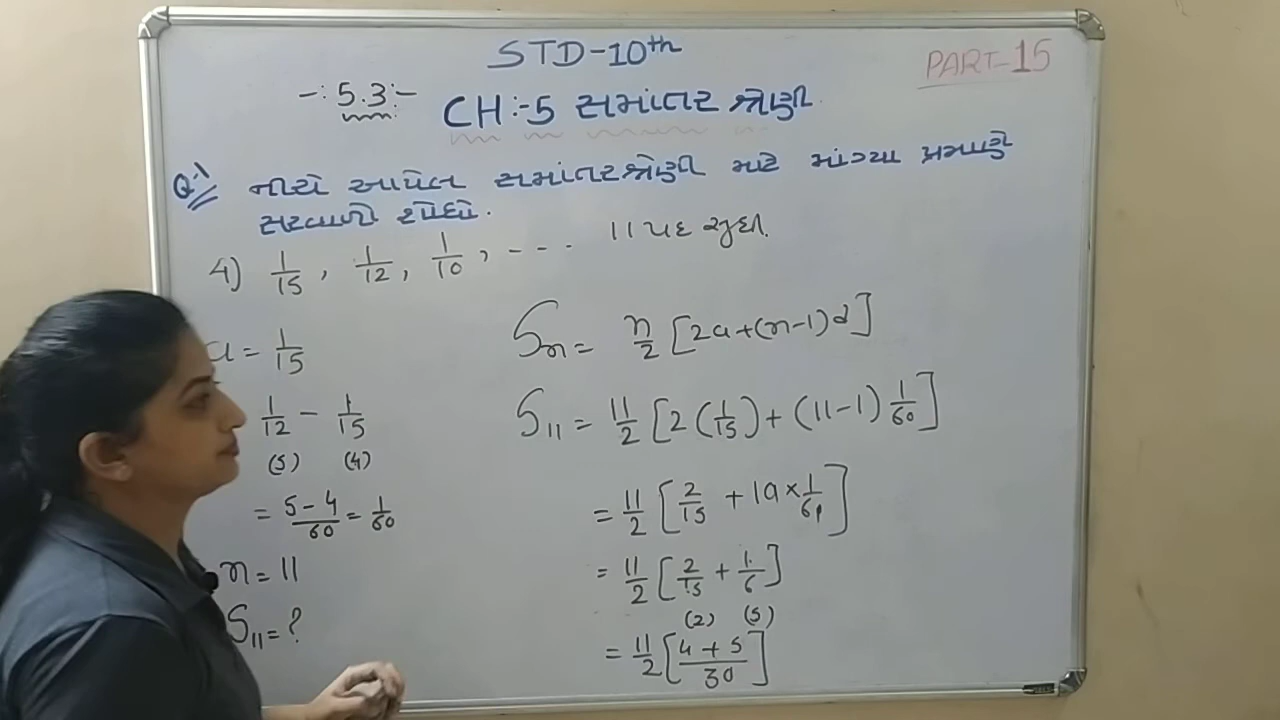 STD-10th
PART-15
-:5.3:-
CH:-5 સમાંતર શ્રેણી.
Q:1 નીચે આપેલ સમાંતરશ્રેણી માટે માંગ્યા પ્રમાણે
સરવાળો શોધો.
4) 1/15, 1/12, 1/10, --- . 11 પદ સુધી.
a = 1/15
1/12 - 1/15
(5) (4)
= 5-4/60 = 1/60
n = 11
S11 = ?
Sn = n/2 [2a+(n-1)d]
S11 = 11/2 [2(1/15)+(11-1)1/60]
= 11/2 [2/15 + 10×1/60]
= 11/2 [2/15 + 1/6]
(2) (5)
= 11/2 [4+5/30]